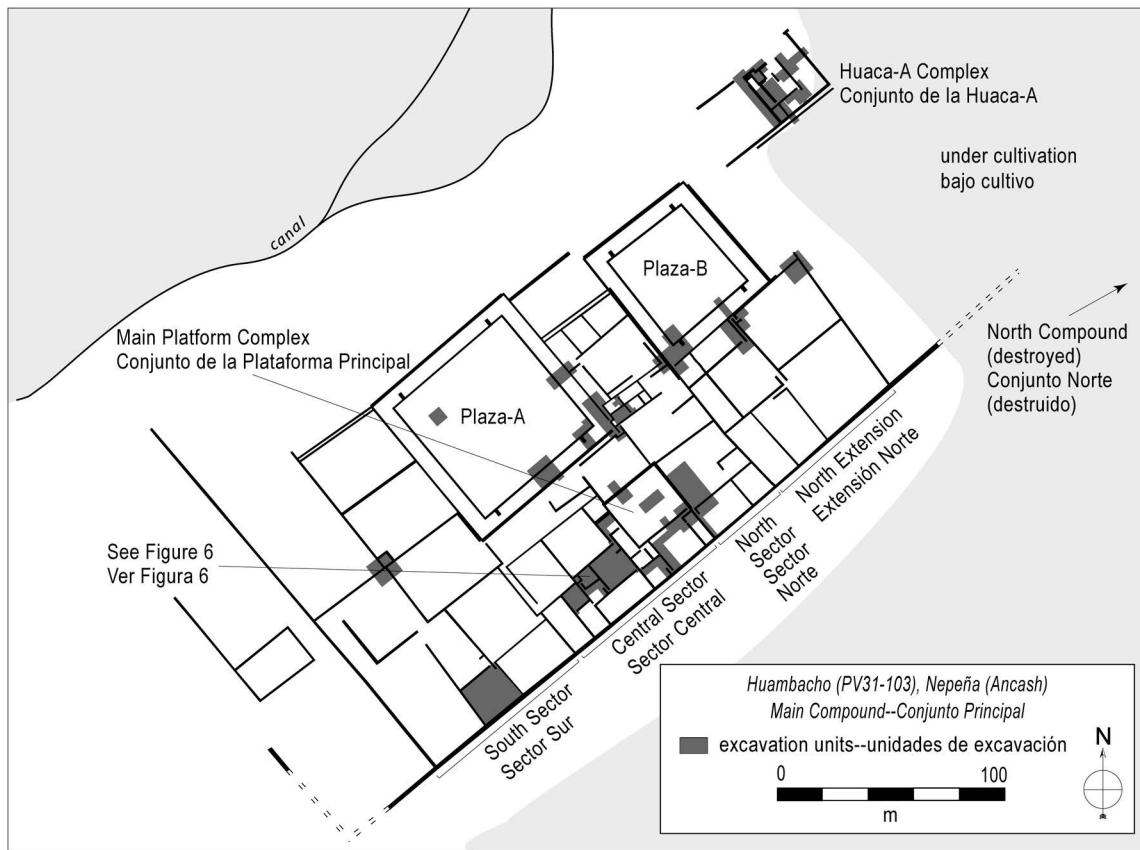 Huaca-A Complex
Conjunto de la Huaca-A
under cultivation
bajo cultivo
canal
Plaza-B
Main Platform Complex
Conjunto de la Plataforma Principal
North Compound
(destroyed)
Conjunto Norte
(destruido)
Plaza-A
See Figure 6
Ver Figura 6
North Extension
Extensión Norte
North
Sector
Sector
Norte
Central Sector
Sector Central
South Sector
Sector Sur
Huambacho (PV31-103), Nepeña (Ancash)
Main Compound--Conjunto Principal
excavation units--unidades de excavación
N
0 100
m